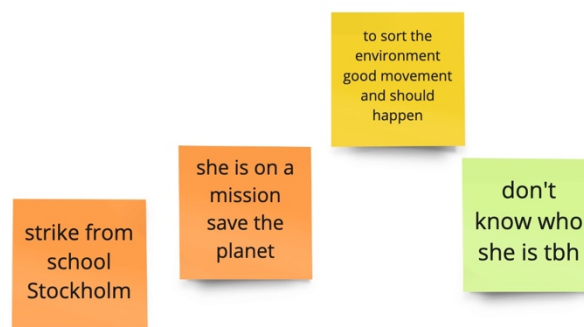 to sort the
environment
good movement
and should
happen
she is on a
mission
save the
planet
strike from
school
Stockholm
don't
know who
she is tbh